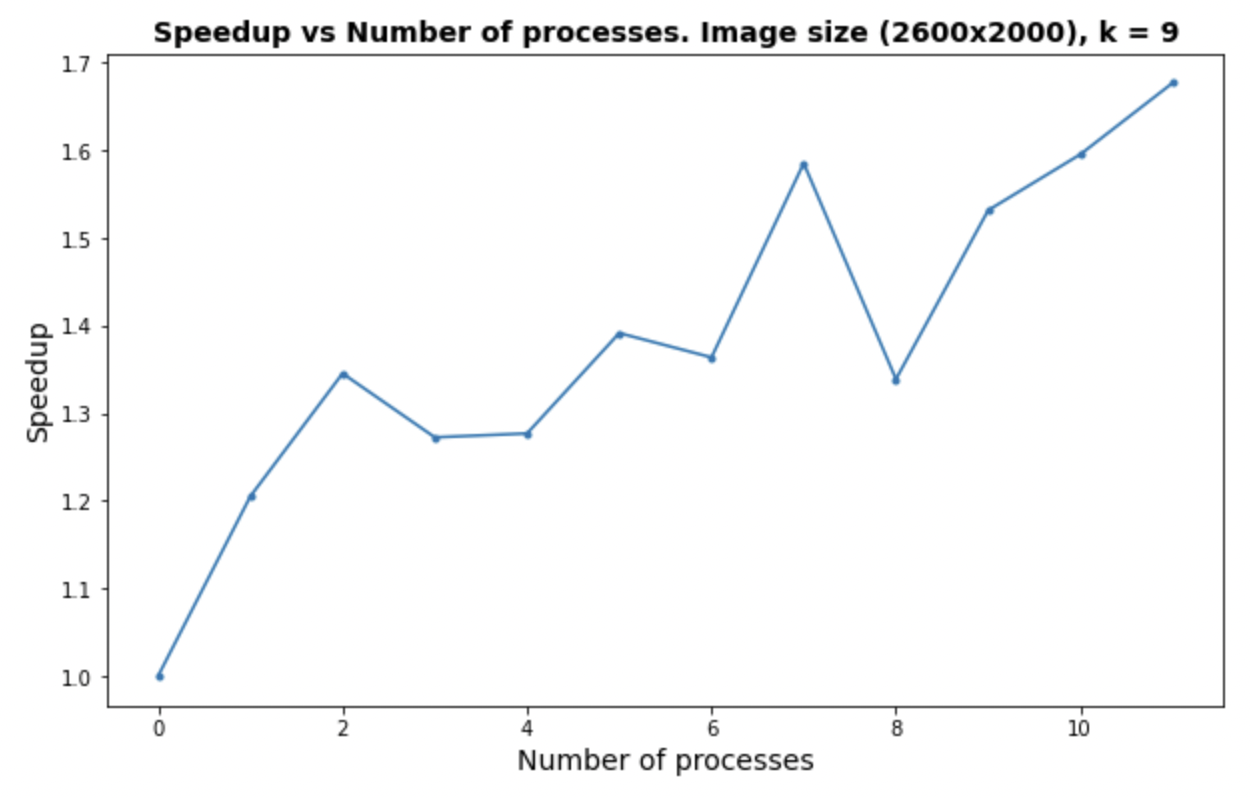 Speedup vs Number of processes. Image size (2600x2000), k = 9
1.7
1.6
1.5
1.4
1.3
1.2
1.1
1.0
Speedup
0 2 4 6 8 10
Number of processes